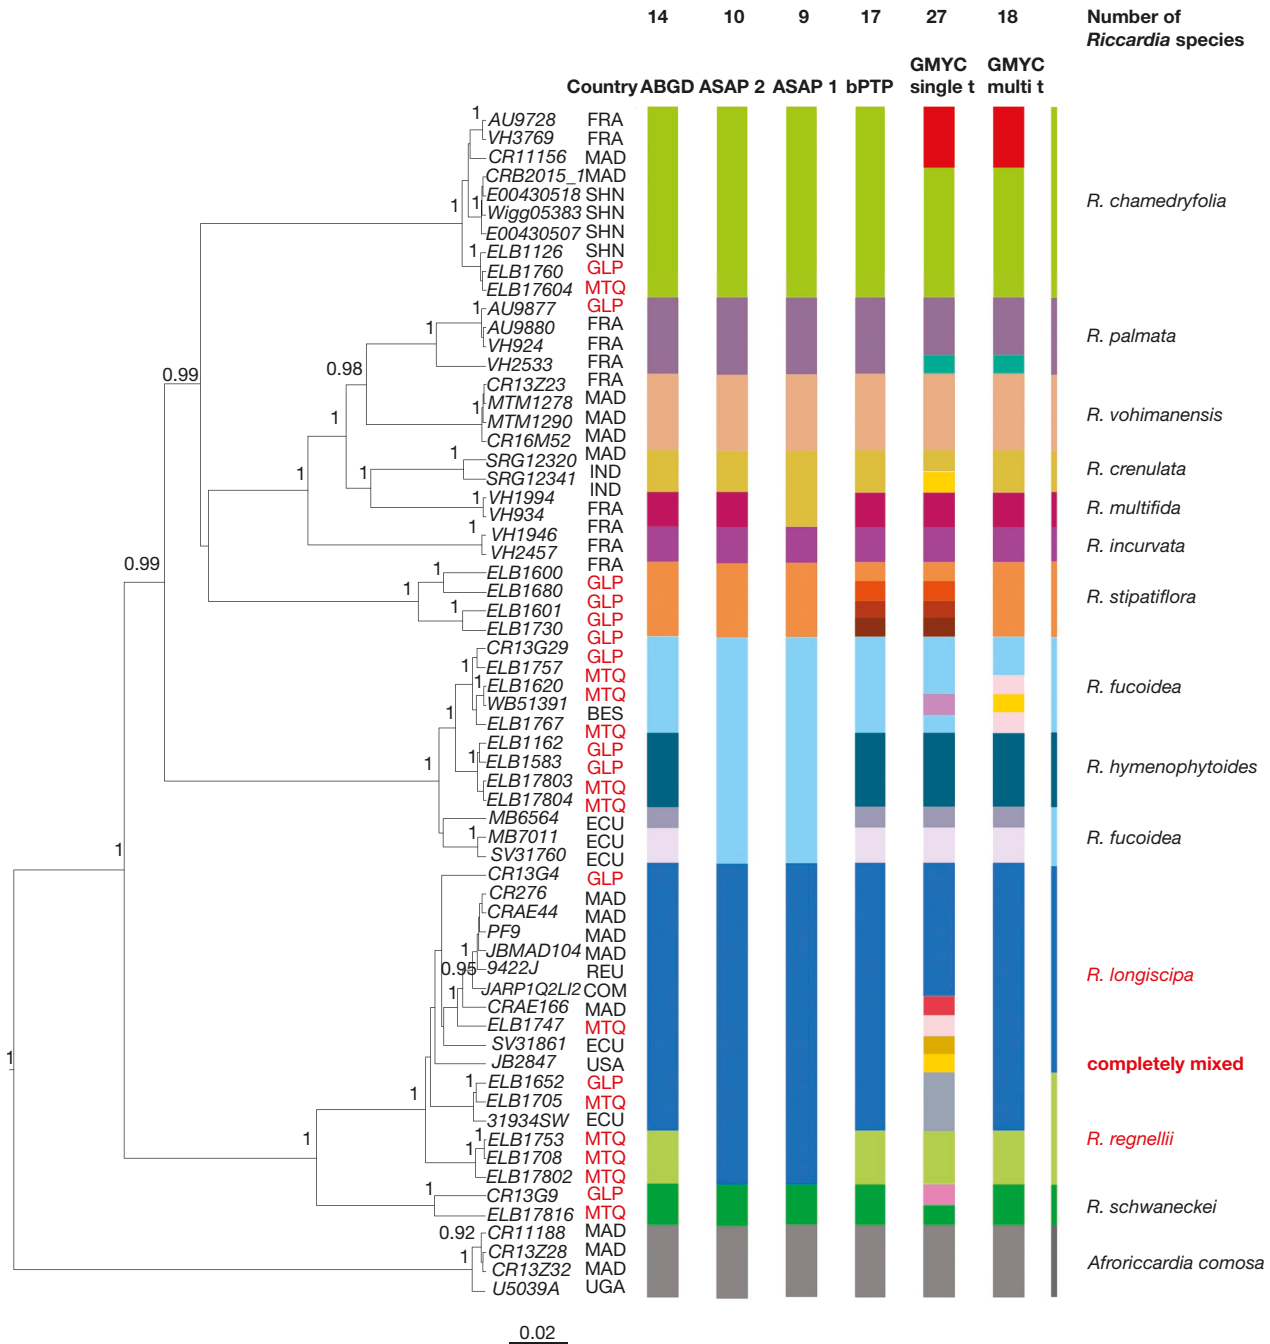 14 10 9 17 27 18 Number of
Riccardia species
GMYC GMYC
Country ABGD ASAP 2 ASAP 1 bPTP single t multi t
1 AU9728 FRA
VH3769 FRA
CR11156 MAD
CRB2015_1 MAD
E00430518 SHN
1 1 Wigg05383 SHN R. chamedryfolia
E00430507 SHN
1 ELB1126 SHN
ELB1760 GLP
ELB17604 MTQ
1 AU9877 GLP
1 AU9880 FRA R. palmata
VH924 FRA
0.98 VH2533 FRA
0.99 CR13Z23 FRA
MTM1278 MAD
1 1 MTM1290 MAD R. vohimanensis
CR16M52 MAD
1 SRG12320 MAD
1 SRG12341 IND R. crenulata
1 VH1994 IND
VH934 FRA R. multifida
1 VH1946 FRA
VH2457 FRA R. incurvata
0.99 ELB1600 FRA
1 ELB1680 GLP R. stipatiflora
1 ELB1601 GLP
ELB1730 GLP
CR13G29 GLP
1 ELB1757 GLP
1 ELB1620 MTQ R. fucoidea
WB51391 MTQ
1 ELB1767 BES
ELB1162 MTQ
1 1 ELB1583 GLP
ELB17803 GLP R. hymenophytoides
ELB17804 MTQ
MB6564 MTQ
1 MB7011 ECU
SV31760 ECU R. fucoidea
1 CR13G4 ECU
CR276 GLP
CRAE44 MAD
PF9 MAD
1 JBMAD104 MAD
0.95 9422J MAD
JARP1Q2LI2 REU R. longiscipa
1 CRAE166 COM
ELB1747 MAD
SV31861 MTQ
1 JB2847 ECU
ELB1652 USA completely mixed
1 1 ELB1705 GLP
31934SW MTQ
ELB1753 ECU
1 1 ELB1708 MTQ R. regnellii
ELB17802 MTQ
1 CR13G9 MTQ
ELB17816 GLP R. schwaneckei
0.92 CR11188 MTQ
CR13Z28 MAD
1 CR13Z32 MAD Afroriccardia comosa
U5039A MAD
UGA
0.02